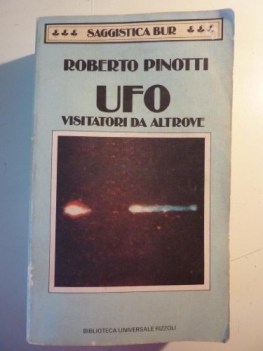 SAGGISTICA BUR
ROBERTO PINOTTI
UFO
VISITATORI DA ALTROVE
BIBLIOTECA UNIVERSALE RIZZOLI